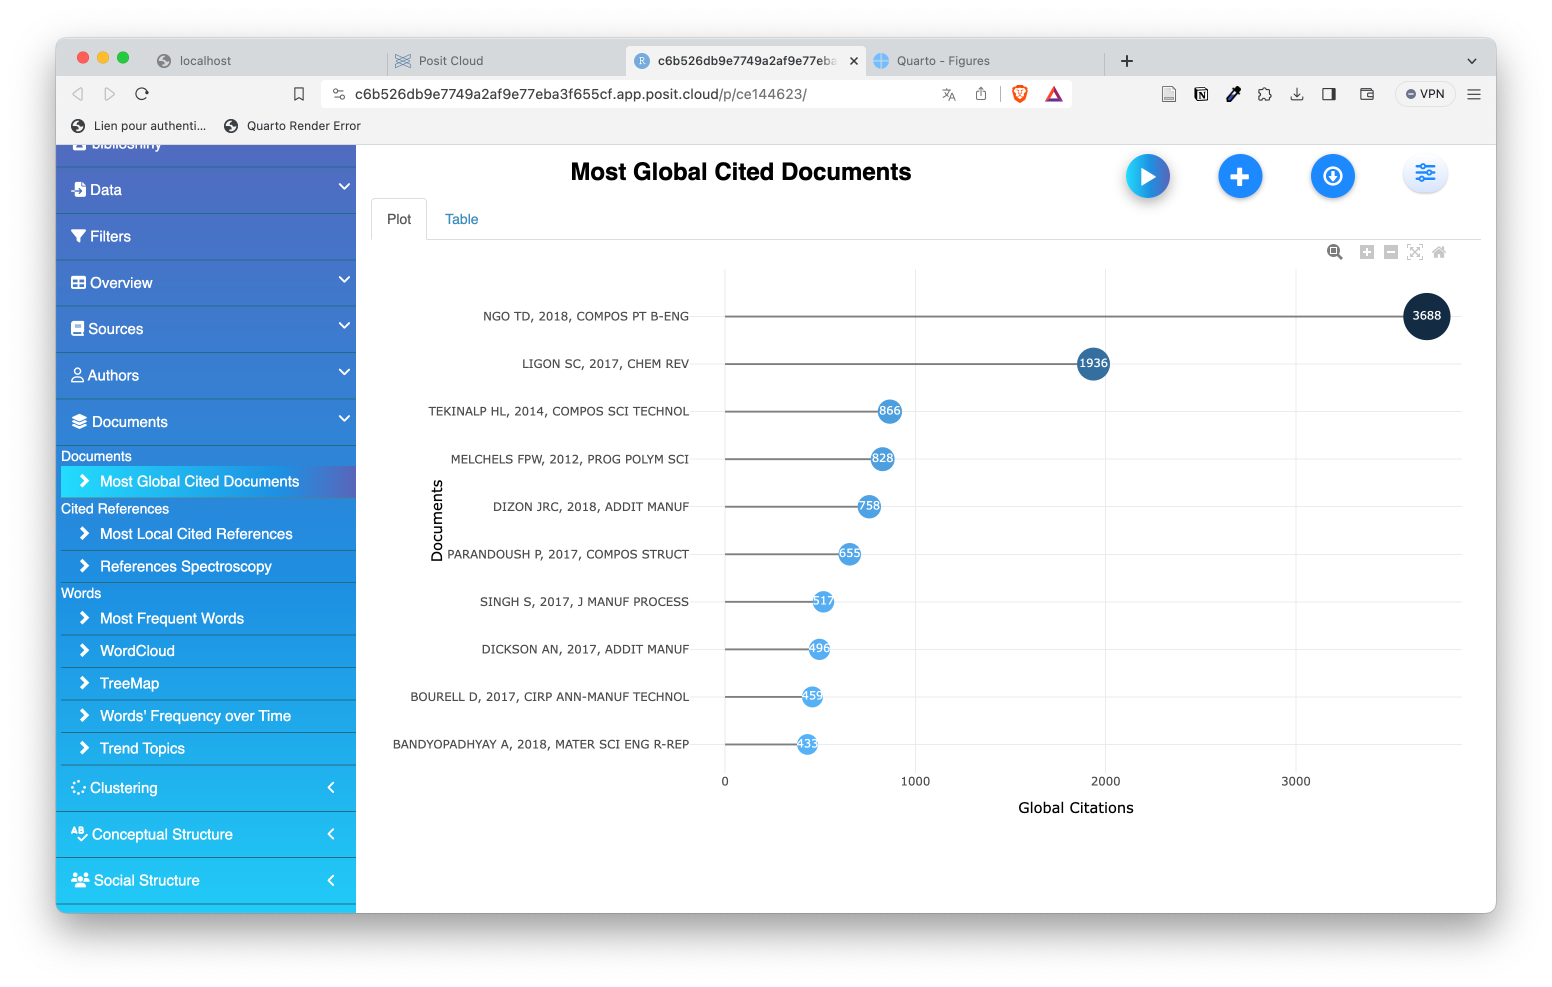 localhost
Posit Cloud
c6b526db9e7749a2af9e77eba
Quarto - Figures
c6b526db9e7749a2af9e77eba3f655cf.app.posit.cloud/p/ce144623/
VPN
Lien pour authenti...
Quarto Render Error
biblioshiny
Data
Filters
Overview
Sources
Authors
Documents
Documents
Most Global Cited Documents
Cited References
Most Local Cited References
References Spectroscopy
Words
Most Frequent Words
WordCloud
TreeMap
Words' Frequency over Time
Trend Topics
Clustering
Conceptual Structure
Social Structure
Most Global Cited Documents
Plot
Table
NGO TD, 2018, COMPOS PT B-ENG
3688
LIGON SC, 2017, CHEM REV
1936
TEKINALP HL, 2014, COMPOS SCI TECHNOL
866
MELCHELS FPW, 2012, PROG POLYM SCI
828
DIZON JRC, 2018, ADDIT MANUF
758
PARANDOUSH P, 2017, COMPOS STRUCT
655
SINGH S, 2017, J MANUF PROCESS
517
DICKSON AN, 2017, ADDIT MANUF
496
BOURELL D, 2017, CIRP ANN-MANUF TECHNOL
459
BANDYOPADHYAY A, 2018, MATER SCI ENG R-REP
433
Documents
0
1000
2000
3000
Global Citations